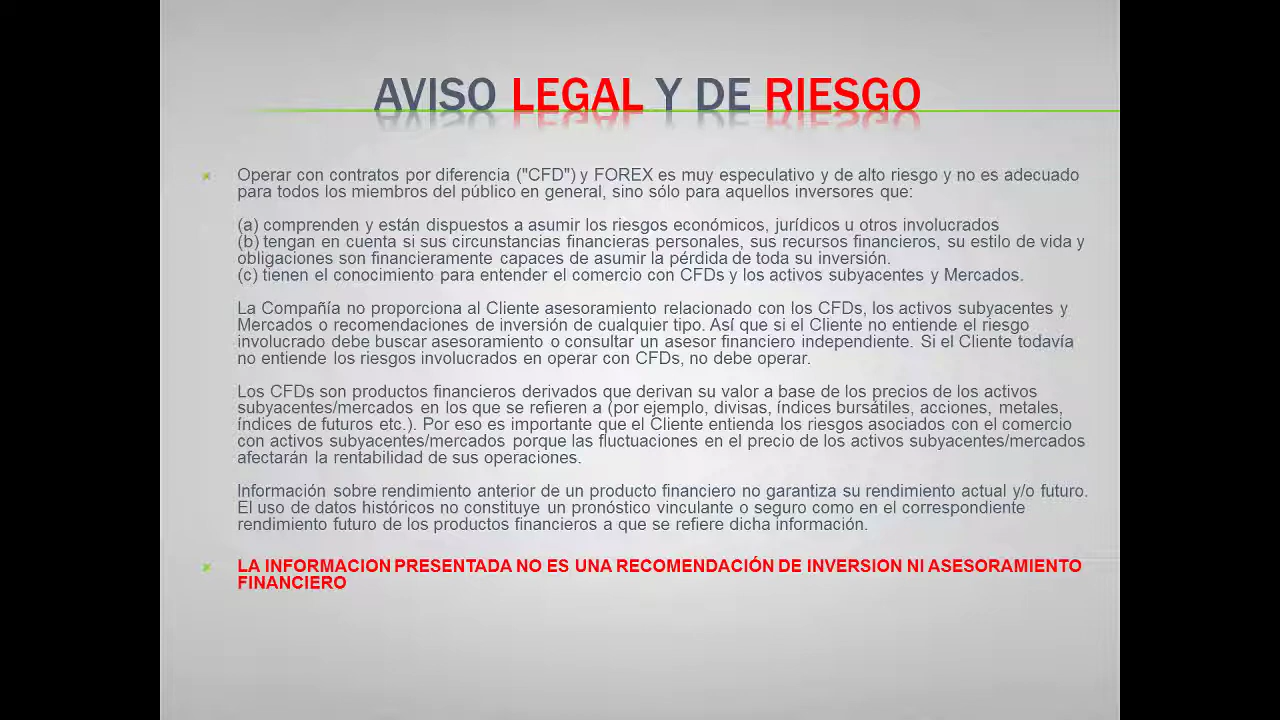 AVISO LEGAL Y DE RIESGO
Operar con contratos por diferencia ("CFD") y FOREX es muy especulativo y de alto riesgo y no es adecuado
para todos los miembros del público en general, sino sólo para aquellos inversores que:
(a) comprenden y están dispuestos a asumir los riesgos económicos, jurídicos u otros involucrados
(b) tengan en cuenta si sus circunstancias financieras personales, sus recursos financieros, su estilo de vida y
obligaciones son financieramente capaces de asumir la pérdida de toda su inversión.
(c) tienen el conocimiento para entender el comercio con CFDs y los activos subyacentes y Mercados.
La Compañía no proporciona al Cliente asesoramiento relacionado con los CFDs, los activos subyacentes y
Mercados o recomendaciones de inversión de cualquier tipo. Así que si el Cliente no entiende el riesgo
involucrado debe buscar asesoramiento o consultar un asesor financiero independiente. Si el Cliente todavía
no entiende los riesgos involucrados en operar con CFDs, no debe operar.
Los CFDs son productos financieros derivados que derivan su valor a base de los precios de los activos
subyacentes/mercados en los que se refieren a (por ejemplo, divisas, índices bursátiles, acciones, metales,
índices de futuros etc.). Por eso es importante que el Cliente entienda los riesgos asociados con el comercio
con activos subyacentes/mercados porque las fluctuaciones en el precio de los activos subyacentes/mercados
afectarán la rentabilidad de sus operaciones.
Información sobre rendimiento anterior de un producto financiero no garantiza su rendimiento actual y/o futuro.
El uso de datos históricos no constituye un pronóstico vinculante o seguro como en el correspondiente
rendimiento futuro de los productos financieros a que se refiere dicha información.
LA INFORMACION PRESENTADA NO ES UNA RECOMENDACIÓN DE INVERSION NI ASESORAMIENTO
FINANCIERO